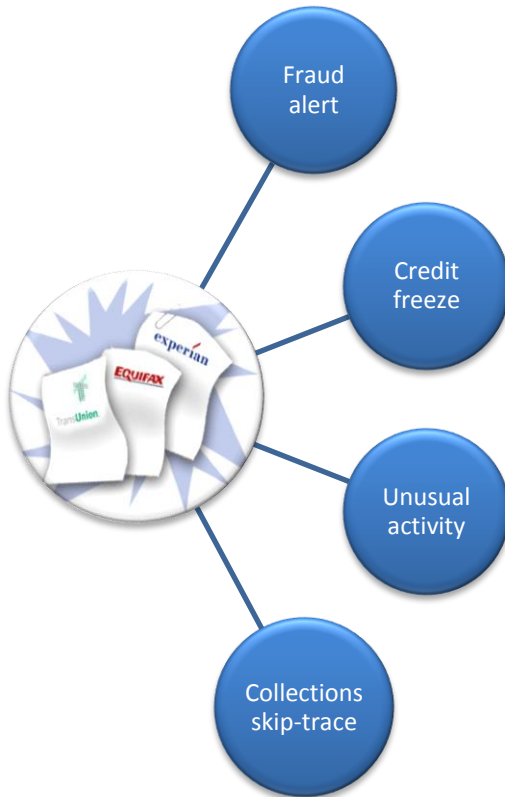 Fraud
alert
Credit
freeze
experian
EQUIFAX
TransUnion
Unusual
activity
Collections
skip-trace